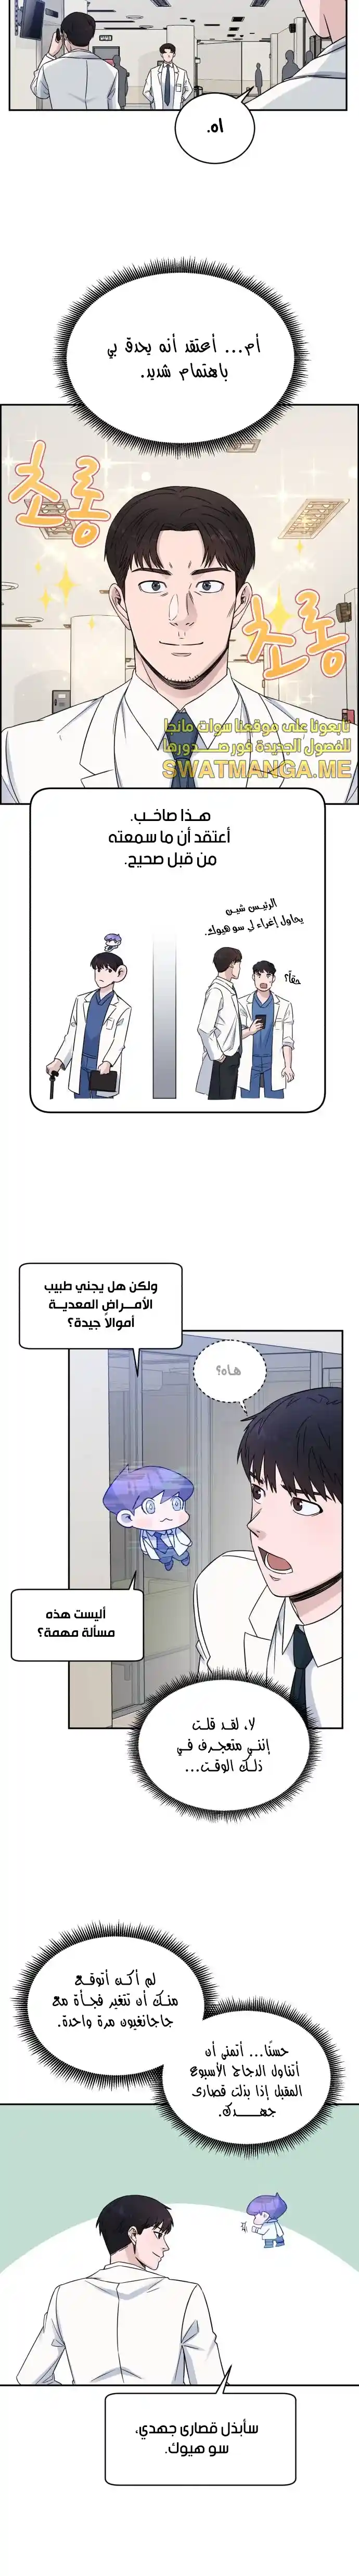 اه.
أم... أعتقد أنه يحدق بي
باهتمام شديد.
초롱
초롱
تابعونا على موقعنا سوات مانجا
للفصول الجديدة فور صدورها
SWATMANGA.ME
هذا صاخب.
أعتقد أن ما سمعته
من قبل صحيح.
الرئيس شين
يحاول إغراء لي سو هيوك.
حقاً؟
ولكن هل يجني طبيب
الأمراض المعدية
أموالاً جيدة؟
هاه؟
أليست هذه
مسألة مهمة؟
لا، لقد قلت
إنني متعجرف في
ذلك الوقت...
لم أكن أتوقع
منك أن تتغير فجأة مع
جاجانغيون مرة واحدة.
حسنًا... أتمنى أن
أتناول الدجاج الأسبوع
المقبل إذا بذلت قصارى
جهدك.
سأبذل قصارى جهدي،
سو هيوك.